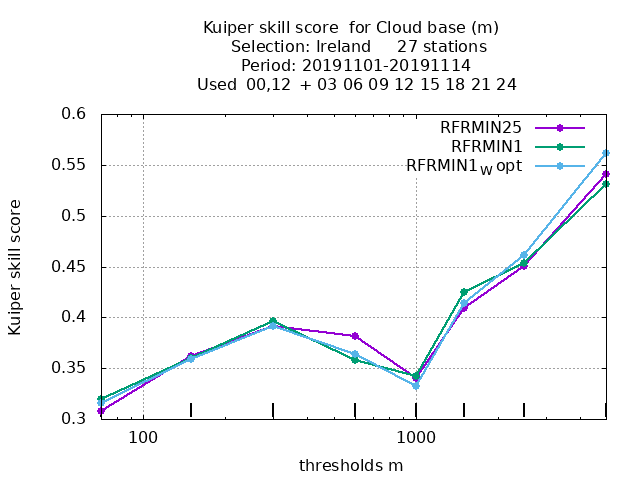 Kuiper skill score  for Cloud base (m)
Selection: Ireland     27 stations
Period: 20191101-20191114
Used  00,12  + 03 06 09 12 15 18 21 24
RFRMIN25
RFRMIN1
RFRMIN1W opt
0.6
0.55
0.5
0.45
0.4
0.35
0.3
Kuiper skill score
100
1000
thresholds m